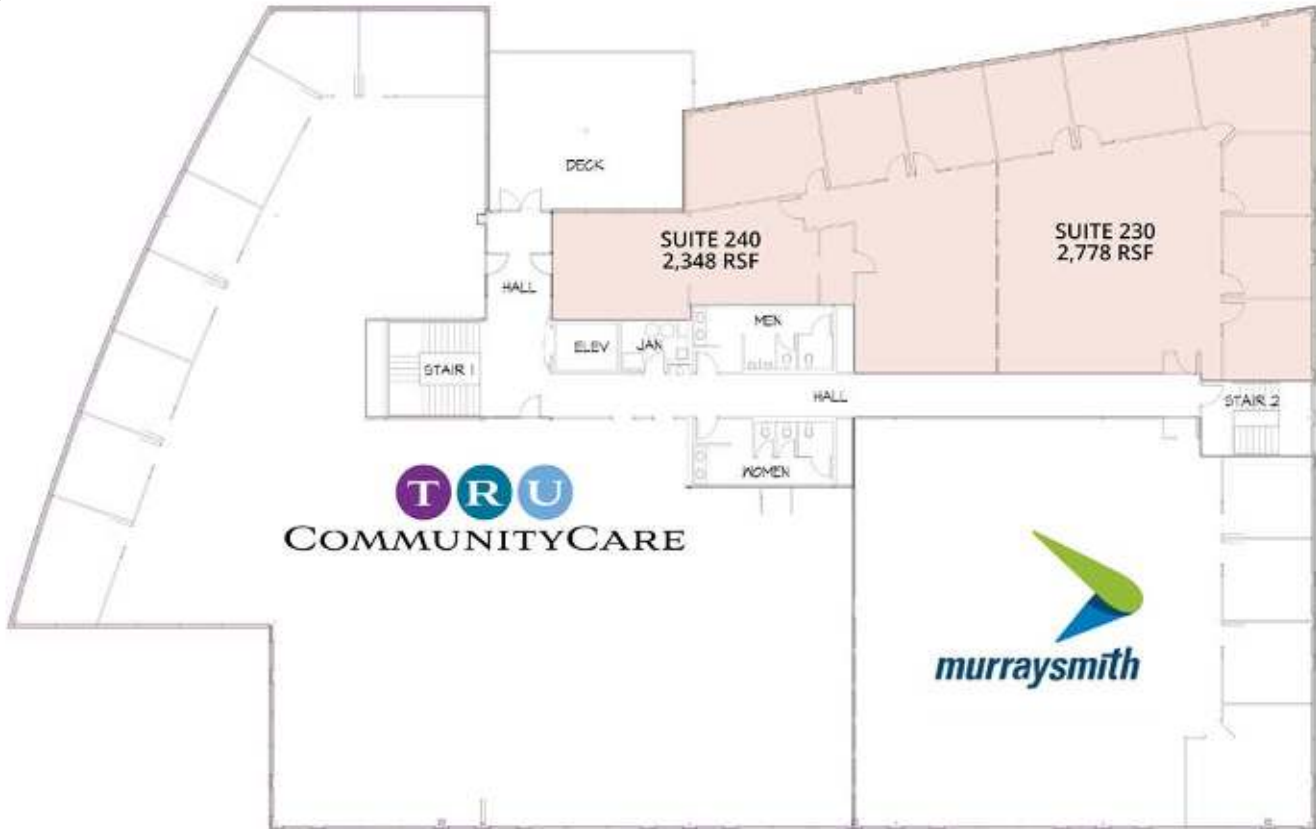 DECK
SUITE 240
2,348 RSF
SUITE 230
2,778 RSF
HALL
MEN
ELEV
JAN
STAIR 1
HALL
STAIR 2
WOMEN
TRU
COMMUNITYCARE
murraysmith